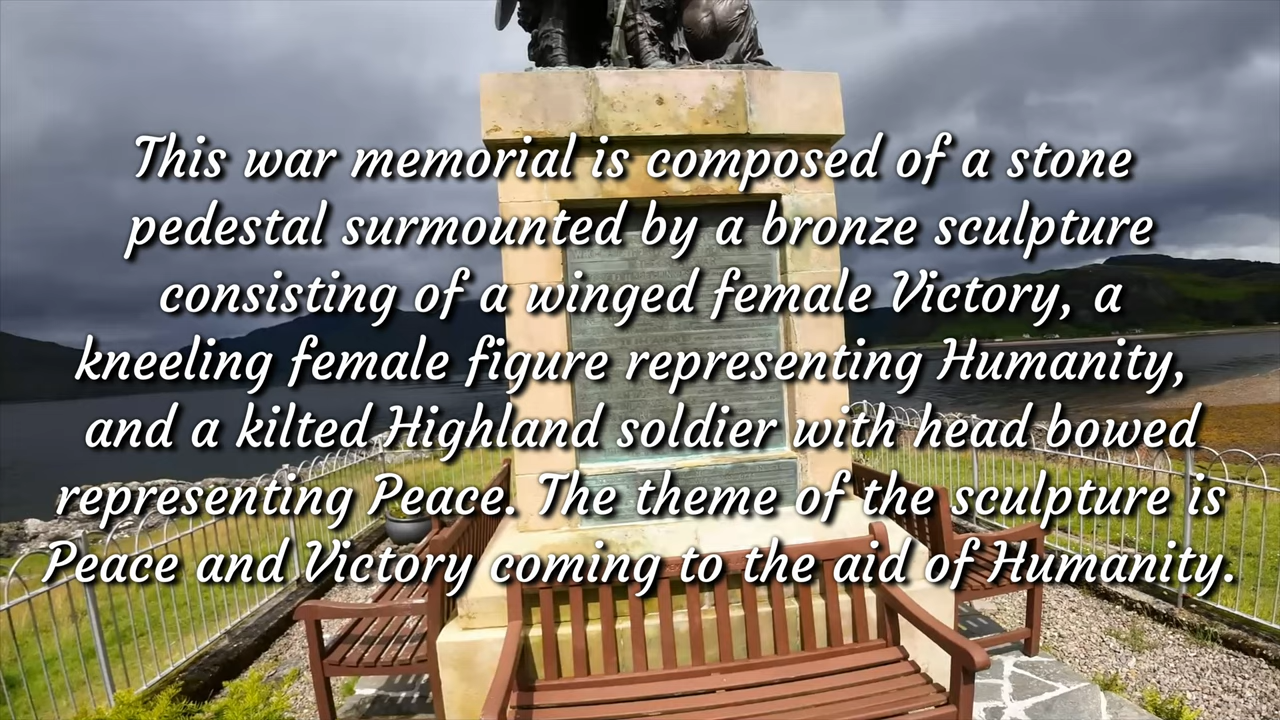 This war memorial is composed of a stone
pedestal surmounted by a bronze sculpture
consisting of a winged female Victory, a
kneeling female figure representing Humanity,
and a kilted Highland soldier with head bowed
representing Peace. The theme of the sculpture is
Peace and Victory coming to the aid of Humanity.